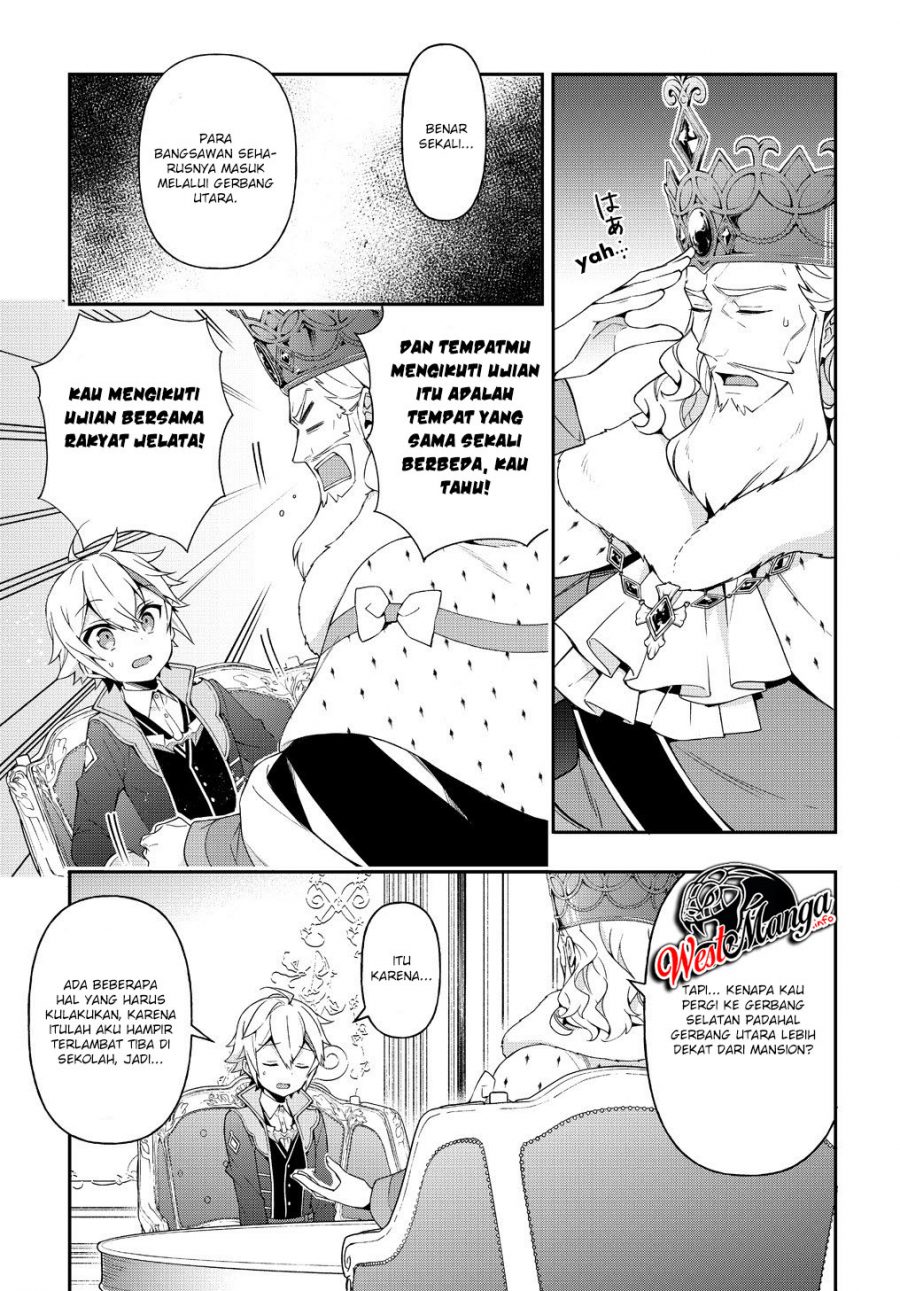 はぁ
yah...
BENAR
SEKALI...
PARA
BANGSAWAN SEHA-
RUSNYA MASUK
MELALUI GERBANG
UTARA.
DAN TEMPATMU
MENGIKUTI UJIAN
ITU ADALAH
TEMPAT YANG
SAMA SEKALI
BERBEDA, KAU
TAHU!
KAU MENGIKUTI
UJIAN BERSAMA
RAKYAT JELATA!
WestManga
.info
TAPI... KENAPA KAU
PERGI KE GERBANG
SELATAN PADAHAL
GERBANG UTARA LEBIH
DEKAT DARI MANSION?
ITU
KARENA...
ADA BEBERAPA
HAL YANG HARUS
KULAKUKAN, KARENA
ITULAH AKU HAMPIR
TERLAMBAT TIBA DI
SEKOLAH, JADI...